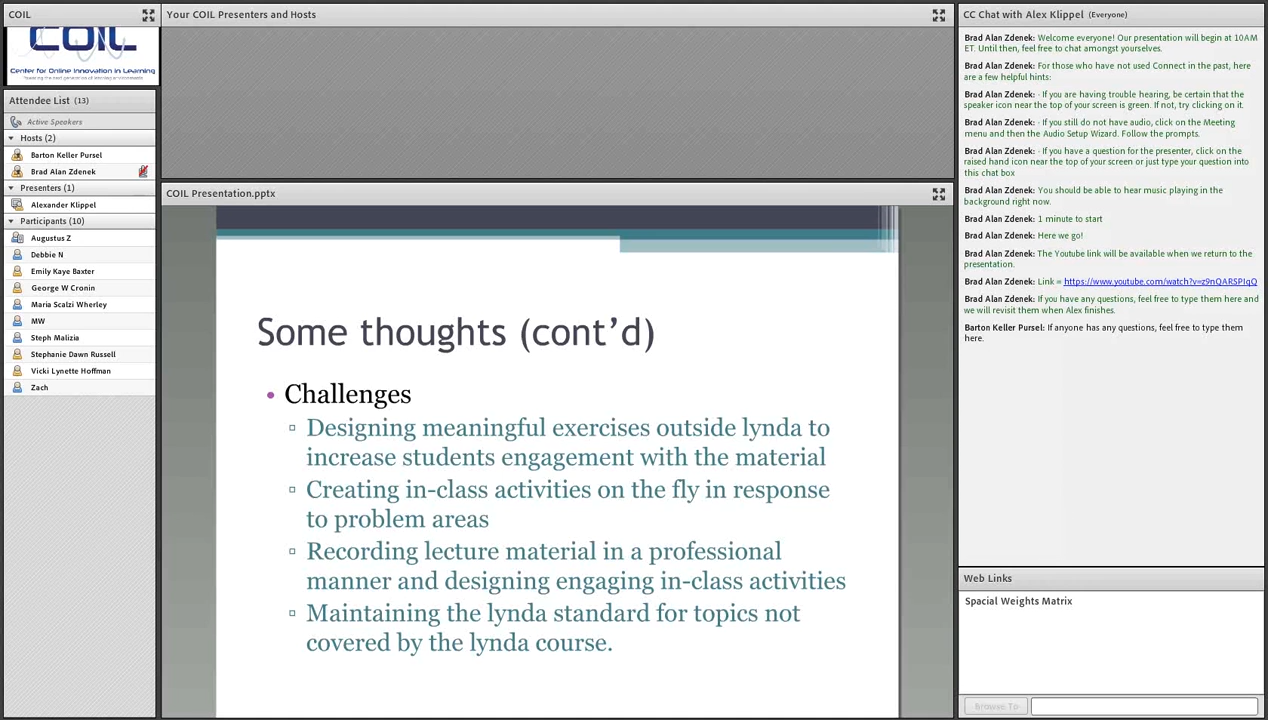 COIL
COIL
Center for Online Innovation in Learning
Attendee List (13)
Active Speakers
Hosts (2)
Barton Keller Pursel
Brad Alan Zdenek
Presenters (1)
Alexander Klippel
Participants (10)
Augustus Z
Debbie N
Emily Kaye Baxter
George W Cronin
Maria Scalzi Wherley
MW
Steph Malizia
Stephanie Dawn Russell
Vicki Lynette Hoffman
Zach
Your COIL Presenters and Hosts
COIL Presentation.pptx
Some thoughts (cont’d)
• Challenges
▫ Designing meaningful exercises outside lynda to
increase students engagement with the material
▫ Creating in-class activities on the fly in response
to problem areas
▫ Recording lecture material in a professional
manner and designing engaging in-class activities
▫ Maintaining the lynda standard for topics not
covered by the lynda course.
CC Chat with Alex Klippel (Everyone)
Brad Alan Zdenek: Welcome everyone! Our presentation will begin at 10AM
ET. Until then, feel free to chat amongst yourselves.
Brad Alan Zdenek: For those who have not used Connect in the past, here
are a few helpful hints:
Brad Alan Zdenek: · If you are having trouble hearing, be certain that the
speaker icon near the top of your screen is green. If not, try clicking on it.
Brad Alan Zdenek: · If you still do not have audio, click on the Meeting
menu and then the Audio Setup Wizard. Follow the prompts.
Brad Alan Zdenek: · If you have a question for the presenter, click on the
raised hand icon near the top of your screen or just type your question into
this chat box
Brad Alan Zdenek: You should be able to hear music playing in the
background right now.
Brad Alan Zdenek: 1 minute to start
Brad Alan Zdenek: Here we go!
Brad Alan Zdenek: The Youtube link will be available when we return to the
presentation.
Brad Alan Zdenek: Link = https://www.youtube.com/watch?v=z9nQARSPIqQ
Brad Alan Zdenek: If you have any questions, feel free to type them here and
we will revisit them when Alex finishes.
Barton Keller Pursel: If anyone has any questions, feel free to type them
here.
Web Links
Spacial Weights Matrix
Browse To